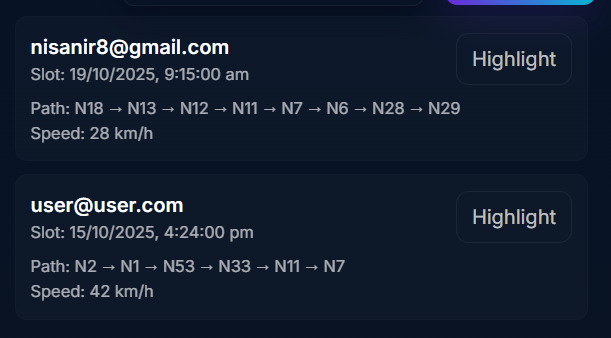 nisanir8@gmail.com
Highlight
Slot: 19/10/2025, 9:15:00 am
Path: N18 → N13 → N12 → N11 → N7 → N6 → N28 → N29
Speed: 28 km/h
user@user.com
Highlight
Slot: 15/10/2025, 4:24:00 pm
Path: N2 → N1 → N53 → N33 → N11 → N7
Speed: 42 km/h